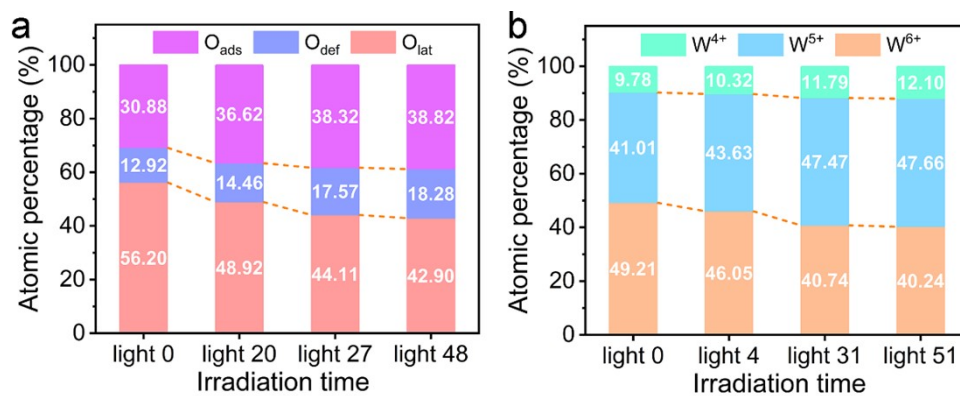 a
O_ads O_def O_lat
Atomic percentage (%)
100
80
60
40
20
0
30.88 36.62 38.32 38.82
12.92 14.46 17.57 18.28
56.20 48.92 44.11 42.90
light 0 light 20 light 27 light 48
Irradiation time
b
W⁴⁺ W⁵⁺ W⁶⁺
Atomic percentage (%)
100
80
60
40
20
0
9.78 10.32 11.79 12.10
41.01 43.63 47.47 47.66
49.21 46.05 40.74 40.24
light 0 light 4 light 31 light 51
Irradiation time